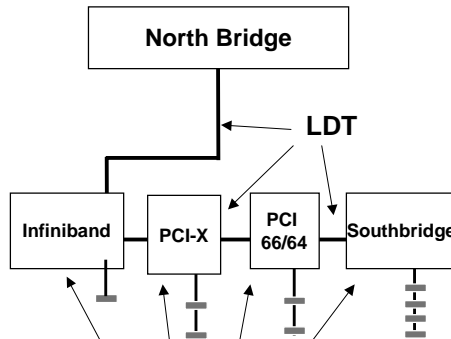 North Bridge
LDT
Infiniband
PCI-X
PCI
66/64
Southbridge